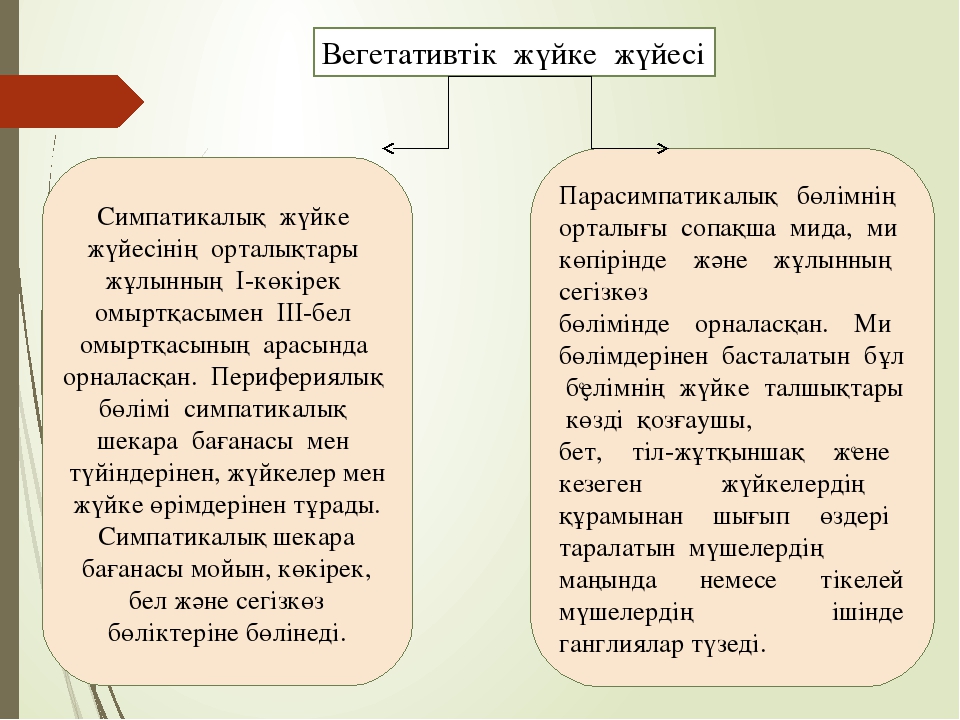 Вегетативтік жүйке жүйесі
Симпатикалық жүйке
жүйесінің орталықтары
жұлынның I-көкірек
омыртқасымен III-бел
омыртқасының арасында
орналасқан. Перифериялық
бөлімі симпатикалық
шекара бағанасы мен
түйіндерінен, жүйкелер мен
жүйке өрімдерінен тұрады.
Симпатикалық шекара
бағанасы мойын, көкірек,
бел және сегізкөз
бөліктеріне бөлінеді.
Парасимпатикалық бөлімнің
орталығы сопақша мида, ми
көпірінде және жұлынның
сегізкөз
бөлімінде орналасқан. Ми
бөлімдерінен басталатын бұл
жүйке талшықтары
көзді қозғаушы,
бет, тіл-жұтқыншақ
кезеген жүйкелердің
құрамынан шығып өздері
таралатын мүшелердің
маңында немесе тікелей
мүшелердің ішінде
ганглиялар түзеді.